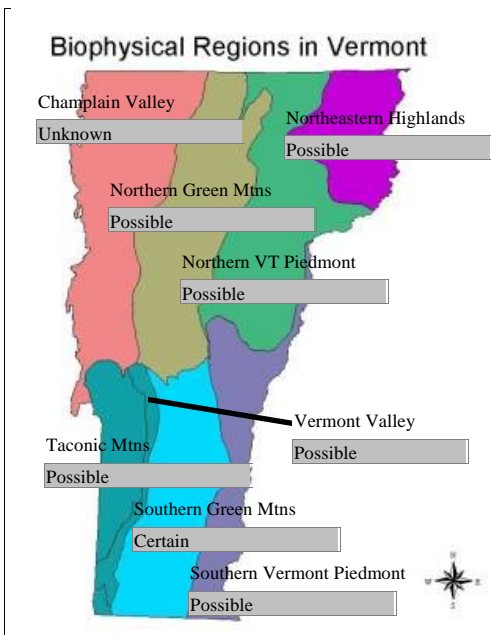 Biophysical Regions in Vermont
Champlain Valley
Unknown
Northeastern Highlands
Possible
Northern Green Mtns
Possible
Northern VT Piedmont
Possible
Vermont Valley
Possible
Taconic Mtns
Possible
Southern Green Mtns
Certain
Southern Vermont Piedmont
Possible
N
W E
S